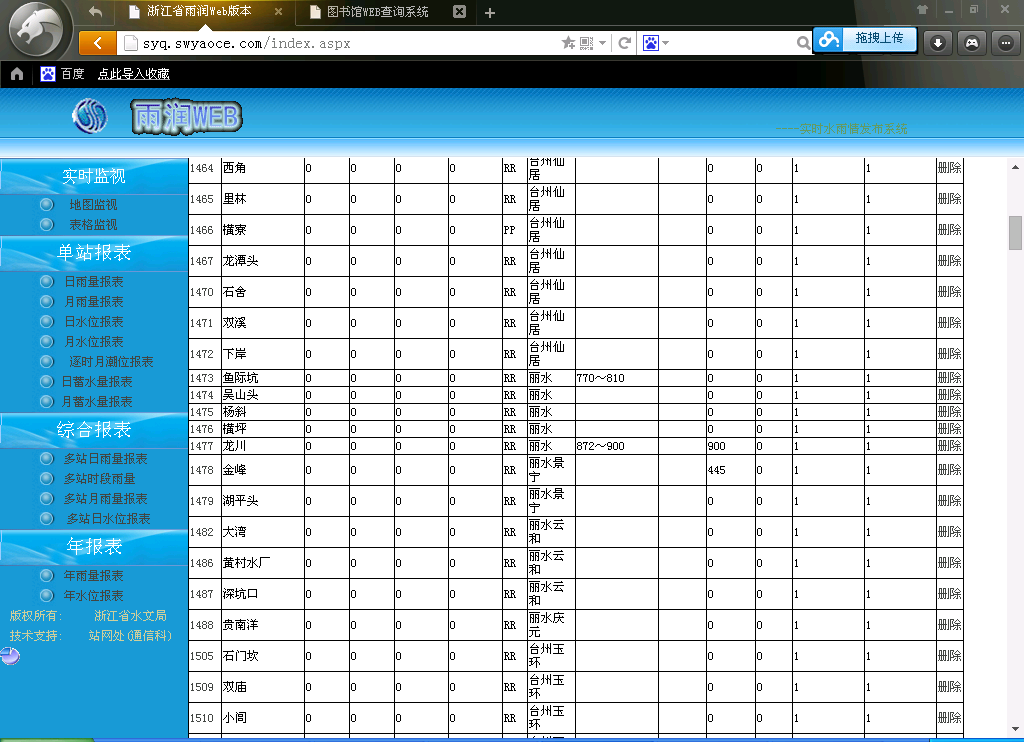 浙江省雨润Web版本
图书馆WEB查询系统
syq.swyaoce.com/index.aspx
拖拽上传
百度 点此导入收藏
雨润WEB
——实时水雨情发布系统
实时监视
地图监视
表格监视
单站报表
日雨量报表
月雨量报表
日水位报表
月水位报表
逐时月潮位报表
日蓄水量报表
月蓄水量报表
综合报表
多站日雨量报表
多站时段雨量
多站月雨量报表
多站日水位报表
年报表
年雨量报表
年水位报表
版权所有: 浙江省水文局
技术支持: 站网处(通信科)
1464 西角 0 0 0 0 RR 台州仙居 0 0 1 1 删除
1465 里林 0 0 0 0 RR 台州仙居 0 0 1 1 删除
1466 横寮 0 0 0 0 PP 台州仙居 0 0 1 1 删除
1467 龙潭头 0 0 0 0 RR 台州仙居 0 0 1 1 删除
1470 石舍 0 0 0 0 RR 台州仙居 0 0 1 1 删除
1471 双溪 0 0 0 0 RR 台州仙居 0 0 1 1 删除
1472 下岸 0 0 0 0 RR 台州仙居 0 0 1 1 删除
1473 鱼际坑 0 0 0 0 RR 丽水 770～810 0 0 1 1 删除
1474 吴山头 0 0 0 0 RR 丽水 0 0 1 1 删除
1475 杨斜 0 0 0 0 RR 丽水 0 0 1 1 删除
1476 横坪 0 0 0 0 RR 丽水 0 0 1 1 删除
1477 龙川 0 0 0 0 RR 丽水 872～900 900 0 1 1 删除
1478 金峰 0 0 0 0 RR 丽水景宁 445 0 1 1 删除
1479 湖平头 0 0 0 0 RR 丽水景宁 0 0 1 1 删除
1482 大湾 0 0 0 0 RR 丽水云和 0 0 1 1 删除
1486 黄村水厂 0 0 0 0 RR 丽水云和 0 0 1 1 删除
1487 深坑口 0 0 0 0 RR 丽水云和 0 0 1 1 删除
1488 贵南洋 0 0 0 0 RR 丽水庆元 0 0 1 1 删除
1505 石门坎 0 0 0 0 RR 台州玉环 0 0 1 1 删除
1509 双庙 0 0 0 0 RR 台州玉环 0 0 1 1 删除
1510 小闾 0 0 0 0 RR 台州玉环 0 0 1 1 删除